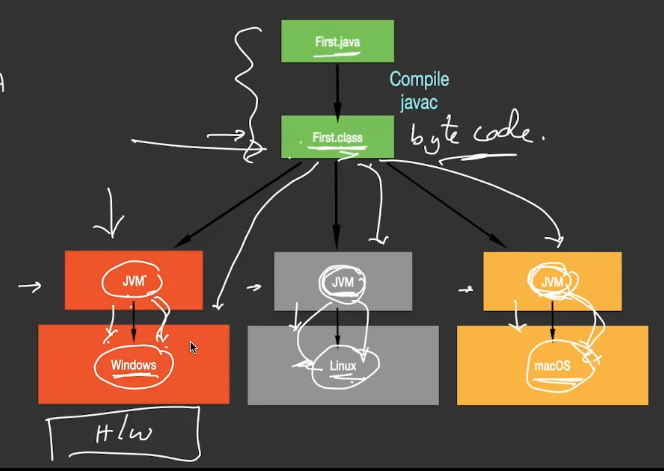 First.java
Compile
javac
First.class
byte code.
JVM
JVM
JVM
Windows
Linux
macOS
H/W